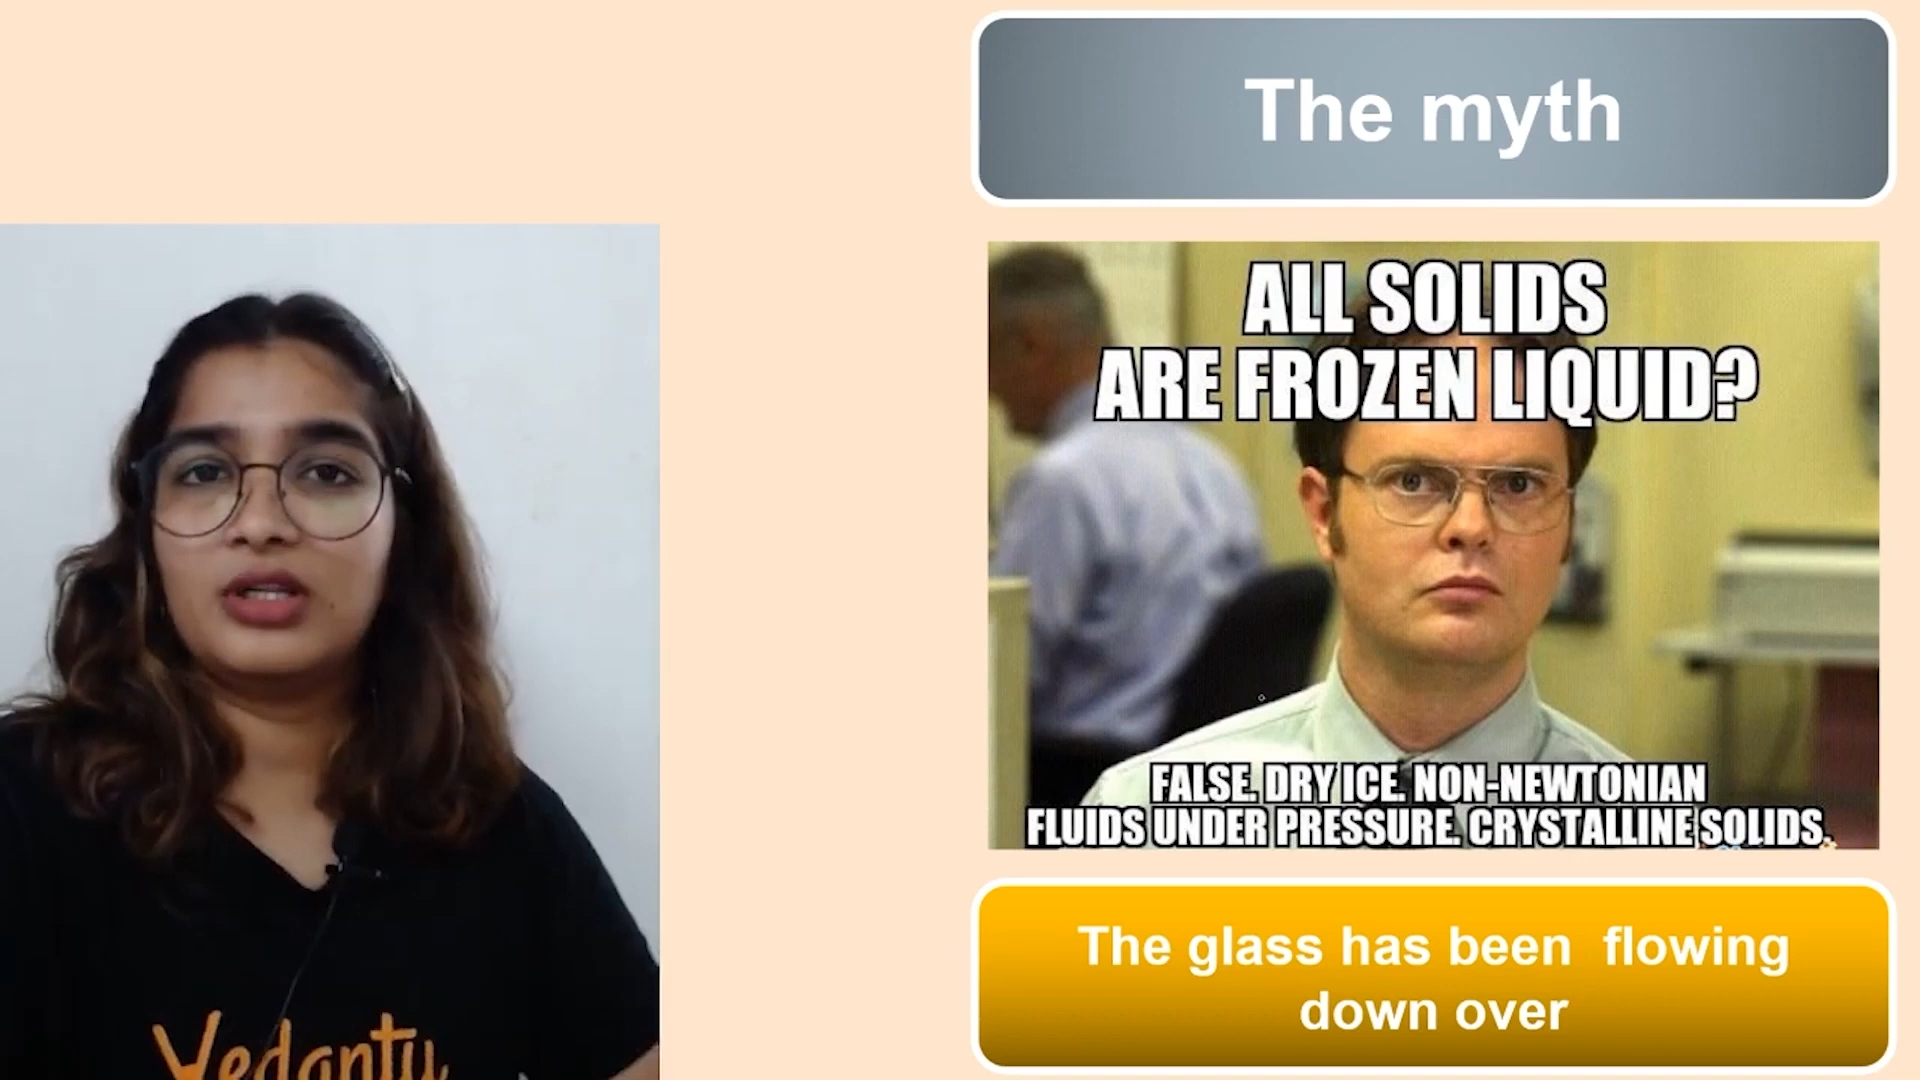 The myth
ALL SOLIDS
ARE FROZEN LIQUID?
FALSE. DRY ICE. NON-NEWTONIAN
FLUIDS UNDER PRESSURE. CRYSTALLINE SOLIDS.
The glass has been  flowing
down over
Vedantu